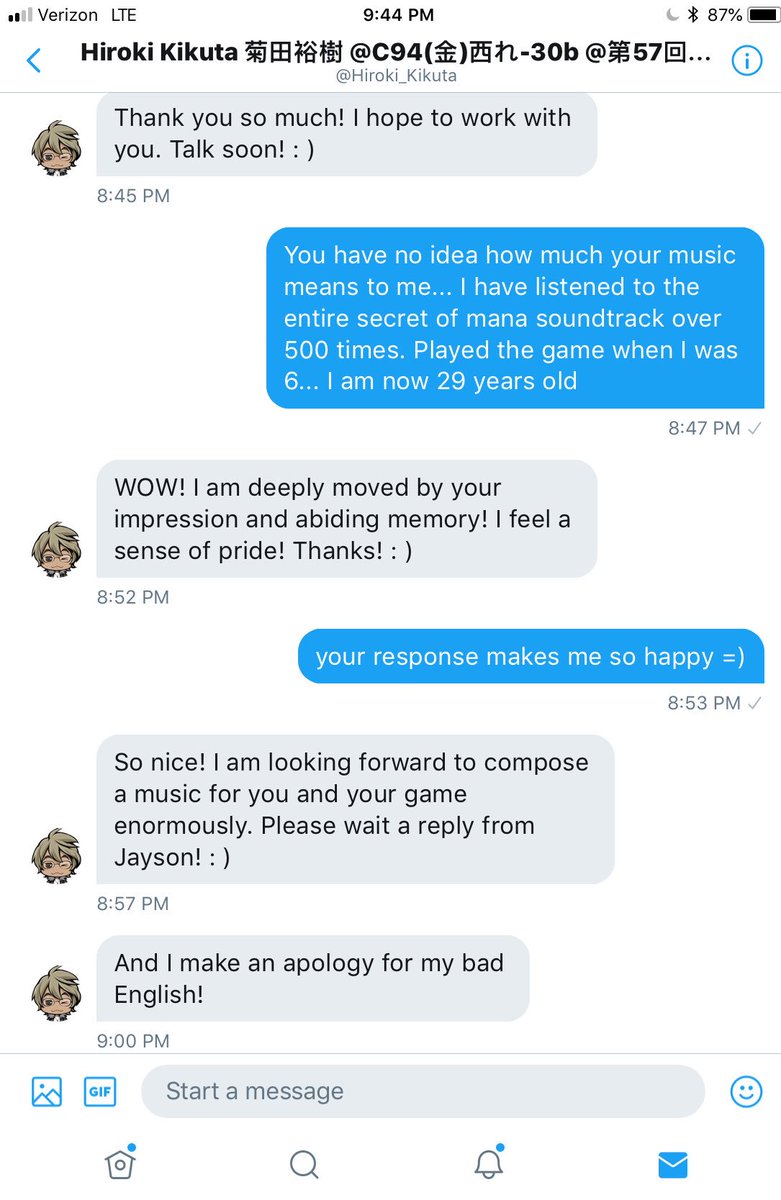 Verizon LTE 9:44 PM 87%
Hiroki Kikuta 菊田裕樹 @C94(金)西れ-30b @第57回...
@Hiroki_Kikuta
Thank you so much! I hope to work with
you. Talk soon! : )
8:45 PM
You have no idea how much your music
means to me... I have listened to the
entire secret of mana soundtrack over
500 times. Played the game when I was
6... I am now 29 years old
8:47 PM
WOW! I am deeply moved by your
impression and abiding memory! I feel a
sense of pride! Thanks! : )
8:52 PM
your response makes me so happy =)
8:53 PM
So nice! I am looking forward to compose
a music for you and your game
enormously. Please wait a reply from
Jayson! : )
8:57 PM
And I make an apology for my bad
English!
9:00 PM
GIF Start a message